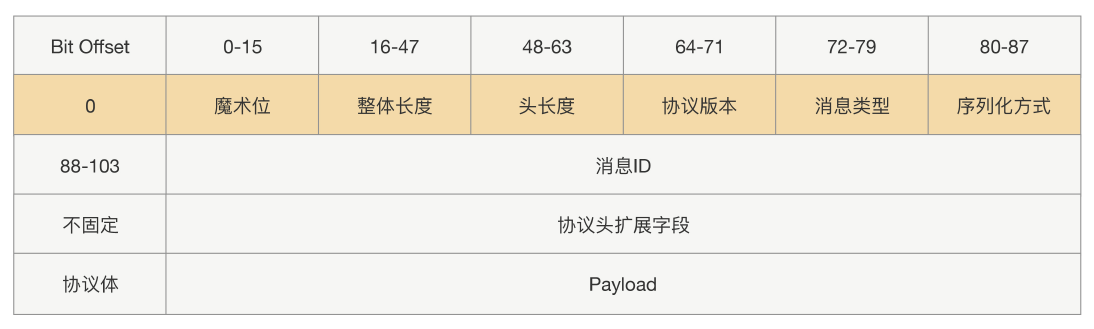 Bit Offset 0-15 16-47 48-63 64-71 72-79 80-87
0 魔术位 整体长度 头长度 协议版本 消息类型 序列化方式
88-103 消息ID
不固定 协议头扩展字段
协议体 Payload